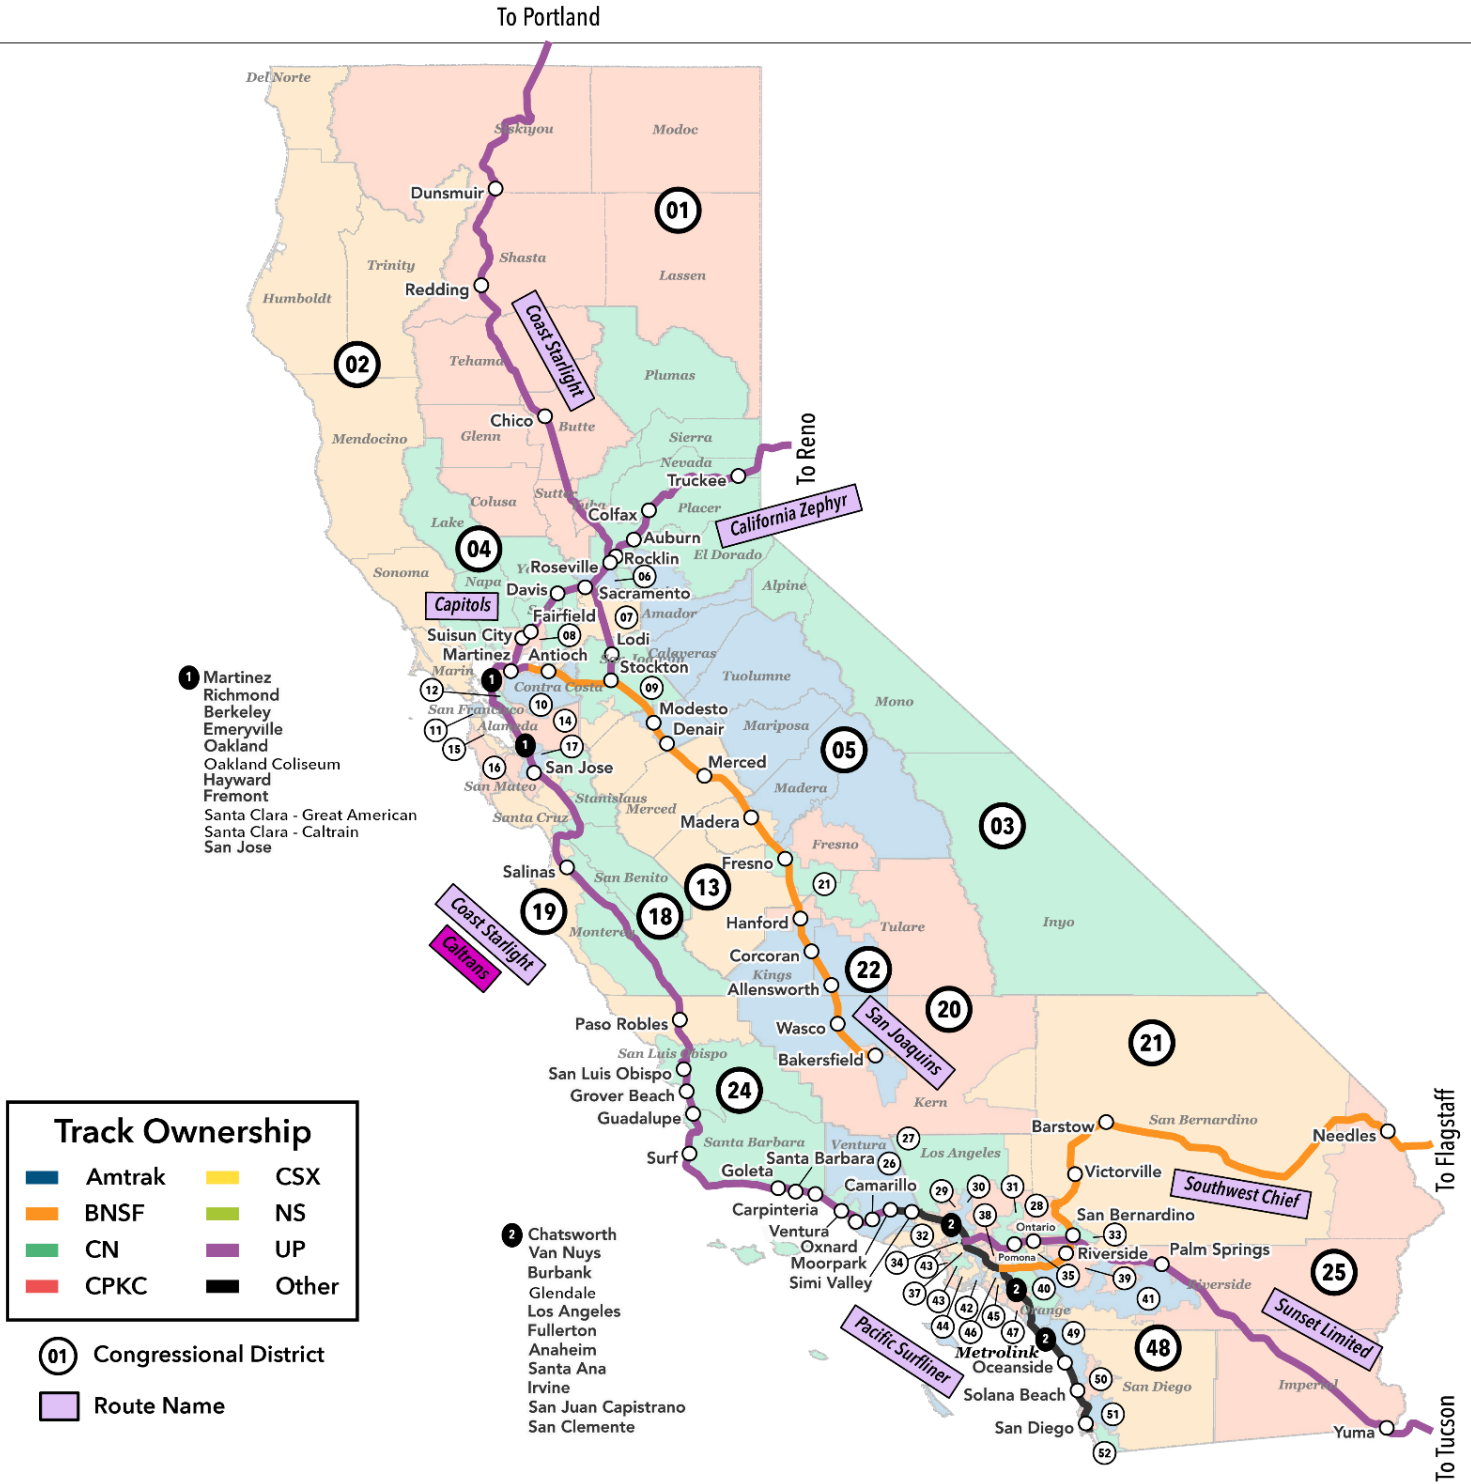 To Portland
Del Norte
Siskiyou
Modoc
Dunsmuir
01
Shasta
Trinity
Lassen
Redding
Humboldt
Coast Starlight
02
Tehama
Plumas
Chico
Butte
Glenn
Sierra
Mendocino
To Reno
Nevada
Truckee
Sutter
Colusa
Placer
California Zephyr
Colfax
Lake
Auburn
04
El Dorado
Rocklin
Roseville
Sonoma
06
Napa
Alpine
Davis
Sacramento
Capitols
Fairfield
07
Amador
Suisun City
08
Lodi
Martinez
Antioch
Calaveras
San Joaquin
Stockton
Marin
Tuolumne
1
Contra Costa
12
09
Mono
10
San Francisco
Modesto
14
Alameda
Mariposa
11
Denair
15
1
17
05
16
San Jose
Merced
San Mateo
Madera
Stanislaus
Merced
Santa Cruz
Madera
03
Fresno
Fresno
Salinas
San Benito
13
21
19
18
Hanford
Inyo
Tulare
Monterey
Coast Starlight
Caltrans
Corcoran
22
Kings
Allensworth
20
Paso Robles
Wasco
San Joaquins
21
San Luis Obispo
Bakersfield
San Luis Obispo
24
Grover Beach
Kern
Guadalupe
Barstow
San Bernardino
Needles
To Flagstaff
27
Santa Barbara
Ventura
Los Angeles
Surf
Santa Barbara
26
Goleta
Victorville
Camarillo
29
30
31
Southwest Chief
28
Carpinteria
38
San Bernardino
2
Ontario
Ventura
32
33
Oxnard
Riverside
Palm Springs
Pomona
Moorpark
34
43
35
39
25
Simi Valley
37
2
40
Riverside
43
42
41
Orange
45
Sunset Limited
44
46
47
2
49
Pacific Surfliner
Metrolink
48
Oceanside
50
San Diego
Imperial
Solana Beach
51
San Diego
Yuma
52
To Tucson
1 Martinez
Richmond
Berkeley
Emeryville
Oakland
Oakland Coliseum
Hayward
Fremont
Santa Clara - Great American
Santa Clara - Caltrain
San Jose
2 Chatsworth
Van Nuys
Burbank
Glendale
Los Angeles
Fullerton
Anaheim
Santa Ana
Irvine
San Juan Capistrano
San Clemente
Track Ownership
Amtrak
CSX
BNSF
NS
CN
UP
CPKC
Other
01 Congressional District
Route Name